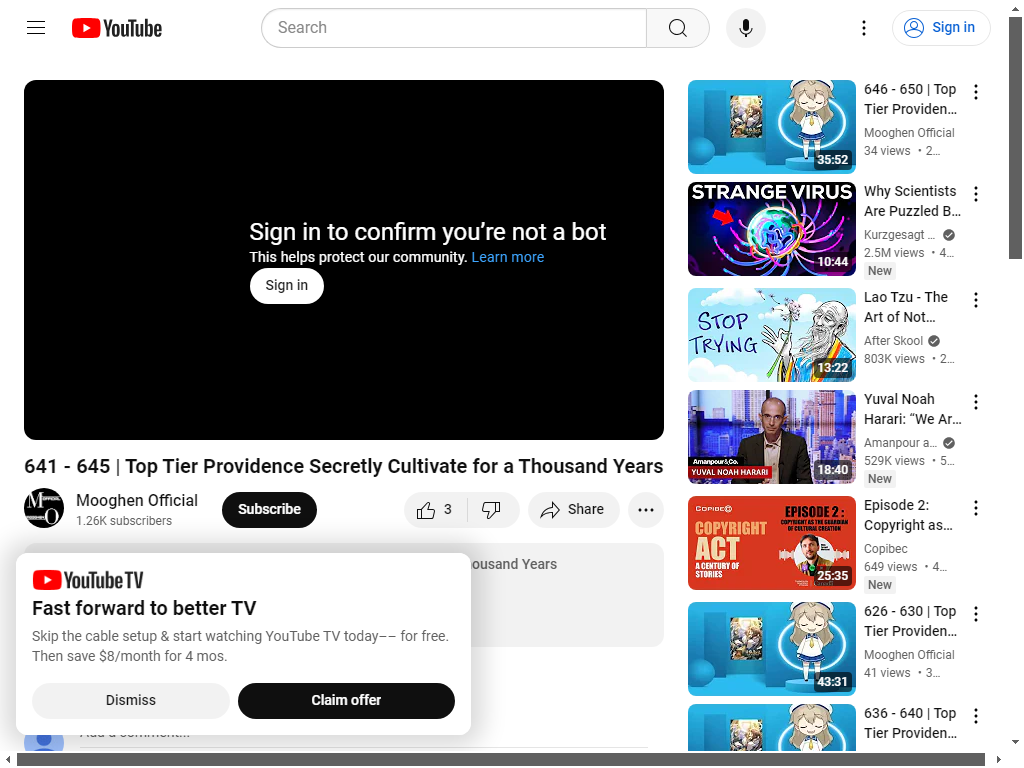 YouTube
Search
Sign in
Sign in to confirm you're not a bot
This helps protect our community. Learn more
Sign in
641 - 645 | Top Tier Providence Secretly Cultivate for a Thousand Years
Mooghen Official
1.26K subscribers
Subscribe
3
Share
...ousand Years
YouTube TV
Fast forward to better TV
Skip the cable setup & start watching YouTube TV today–– for free.
Then save $8/month for 4 mos.
Dismiss
Claim offer
Add a comment...
35:52
646 - 650 | Top
Tier Providen...
Mooghen Official
34 views • 2...
STRANGE VIRUS
10:44
Why Scientists
Are Puzzled B...
Kurzgesagt ...
2.5M views • 4...
New
STOP
TRYING
13:22
Lao Tzu - The
Art of Not...
After Skool
803K views • 2...
Amanpour&Co.
YUVAL NOAH HARARI
18:40
Yuval Noah
Harari: “We Ar...
Amanpour a...
529K views • 5...
New
COPIBEC
EPISODE 2 :
COPYRIGHT AS THE GUARDIAN
OF CULTURAL CREATION
COPYRIGHT
ACT
A CENTURY OF
STORIES
25:35
Episode 2:
Copyright as...
Copibec
649 views • 4...
New
43:31
626 - 630 | Top
Tier Providen...
Mooghen Official
41 views • 3...
636 - 640 | Top
Tier Providen...